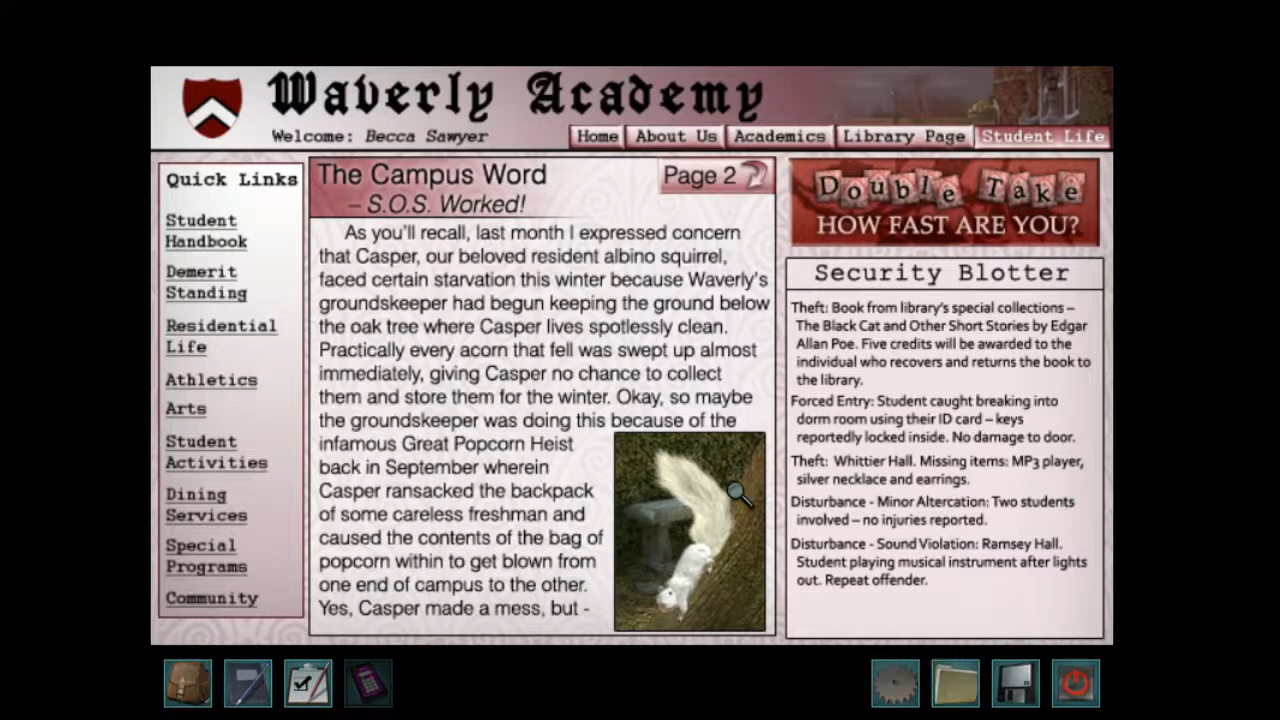 Waverly Academy
Welcome: Becca Sawyer
Home
About Us
Academics
Library Page
Student Life
Quick Links
Student
Handbook
Demerit
Standing
Residential
Life
Athletics
Arts
Student
Activities
Dining
Services
Special
Programs
Community
The Campus Word
– S.O.S. Worked!
Page 2
As you'll recall, last month I expressed concern
that Casper, our beloved resident albino squirrel,
faced certain starvation this winter because Waverly's
groundskeeper had begun keeping the ground below
the oak tree where Casper lives spotlessly clean.
Practically every acorn that fell was swept up almost
immediately, giving Casper no chance to collect
them and store them for the winter. Okay, so maybe
the groundskeeper was doing this because of the
infamous Great Popcorn Heist
back in September wherein
Casper ransacked the backpack
of some careless freshman and
caused the contents of the bag of
popcorn within to get blown from
one end of campus to the other.
Yes, Casper made a mess, but -
Double Take
HOW FAST ARE YOU?
Security Blotter
Theft: Book from library's special collections –
The Black Cat and Other Short Stories by Edgar
Allan Poe. Five credits will be awarded to the
individual who recovers and returns the book to
the library.
Forced Entry: Student caught breaking into
dorm room using their ID card – keys
reportedly locked inside. No damage to door.
Theft: Whittier Hall. Missing items: MP3 player,
silver necklace and earrings.
Disturbance - Minor Altercation: Two students
involved – no injuries reported.
Disturbance - Sound Violation: Ramsey Hall.
Student playing musical instrument after lights
out. Repeat offender.